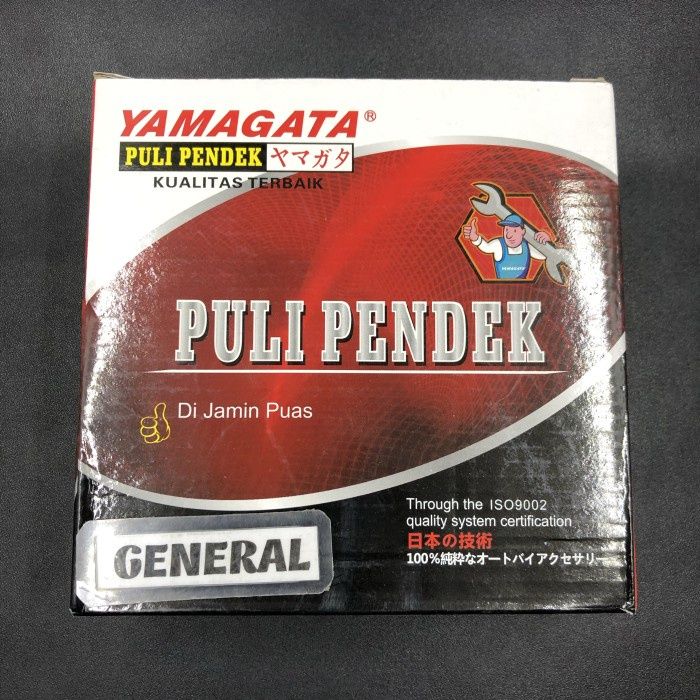 YAMAGATA®
PULI PENDEK ヤマガタ
KUALITAS TERBAIK
YAMAGATA
PULI PENDEK
Di Jamin Puas
Through the ISO9002
quality system certification
日本の技術
100%純粋なオートバイアクセサリー
GENERAL